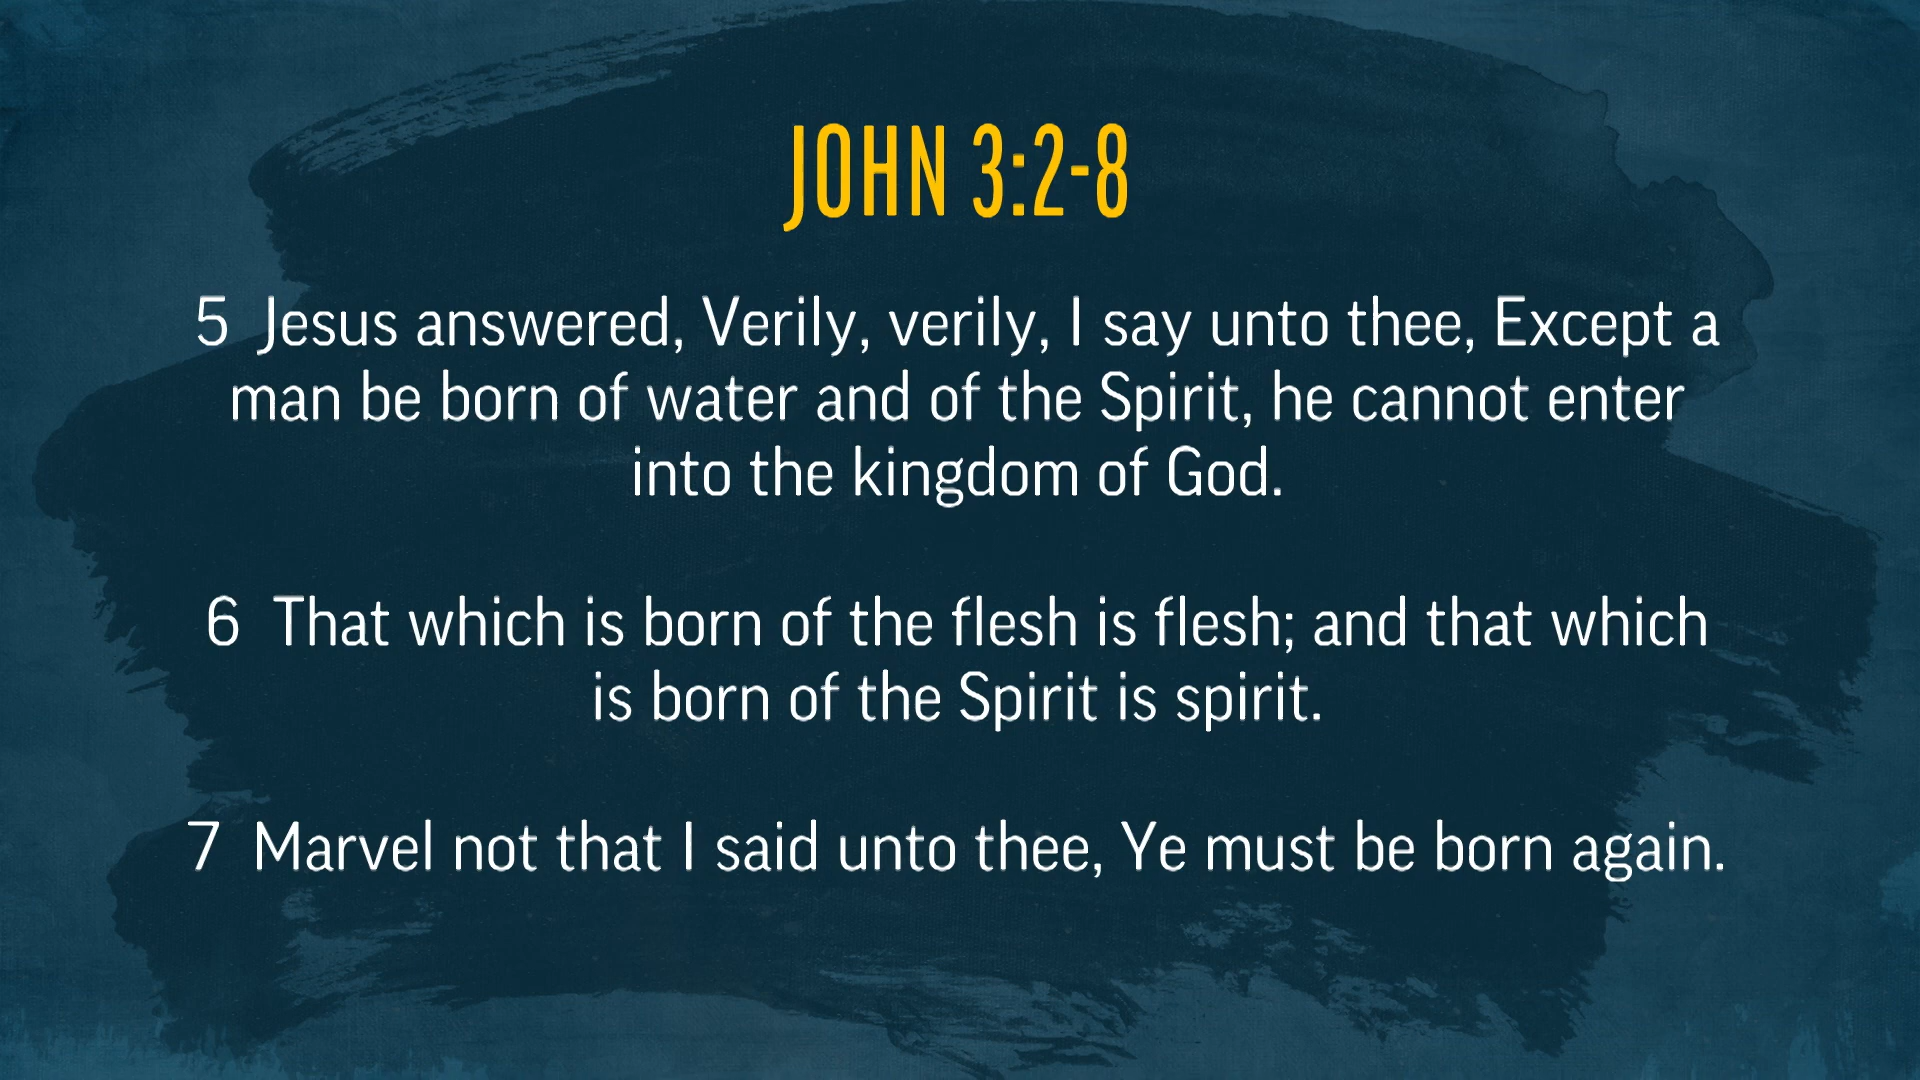 JOHN 3:2-8
5  Jesus answered, Verily, verily, I say unto thee, Except a
man be born of water and of the Spirit, he cannot enter
into the kingdom of God.
6  That which is born of the flesh is flesh; and that which
is born of the Spirit is spirit.
7  Marvel not that I said unto thee, Ye must be born again.